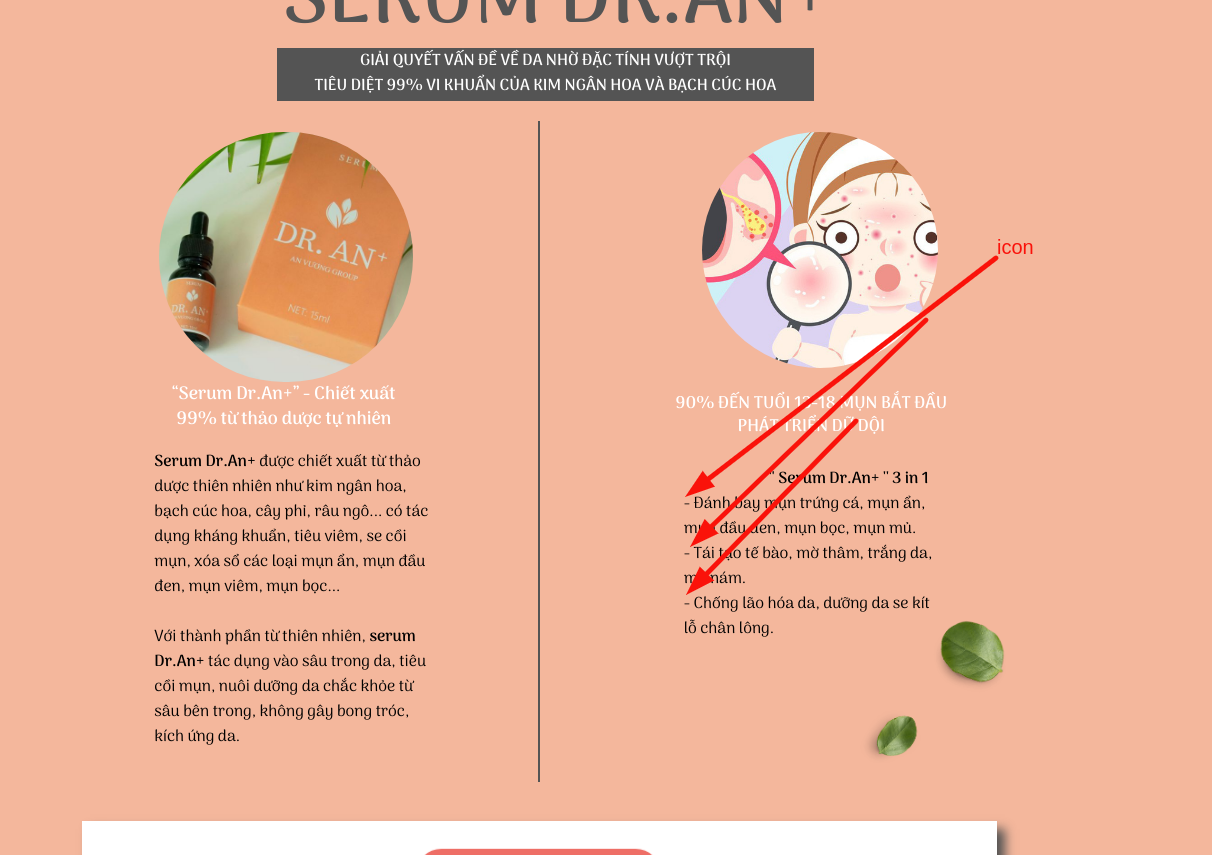 SERUM DR.AN+
GIẢI QUYẾT VẤN ĐỀ VỀ DA NHỜ ĐẶC TÍNH VƯỢT TRỘI
TIÊU DIỆT 99% VI KHUẨN CỦA KIM NGÂN HOA VÀ BẠCH CÚC HOA
DR. AN+
AN VƯƠNG GROUP
NET: 15ml
DR. AN+
“Serum Dr.An+” - Chiết xuất
99% từ thảo dược tự nhiên
Serum Dr.An+ được chiết xuất từ thảo
dược thiên nhiên như kim ngân hoa,
bạch cúc hoa, cây phỉ, râu ngô... có tác
dụng kháng khuẩn, tiêu viêm, se cồi
mụn, xóa sổ các loại mụn ẩn, mụn đầu
đen, mụn viêm, mụn bọc...
Với thành phần từ thiên nhiên, serum
Dr.An+ tác dụng vào sâu trong da, tiêu
cồi mụn, nuôi dưỡng da chắc khỏe từ
sâu bên trong, không gây bong tróc,
kích ứng da.
icon
90% ĐẾN TUỔI 13-18 MỤN BẮT ĐẦU
PHÁT TRIỂN DỮ DỘI
" Serum Dr.An+ " 3 in 1
- Đánh bay mụn trứng cá, mụn ẩn,
mụn đầu đen, mụn bọc, mụn mủ.
- Tái tạo tế bào, mờ thâm, trắng da,
mờ nám.
- Chống lão hóa da, dưỡng da se kít
lỗ chân lông.